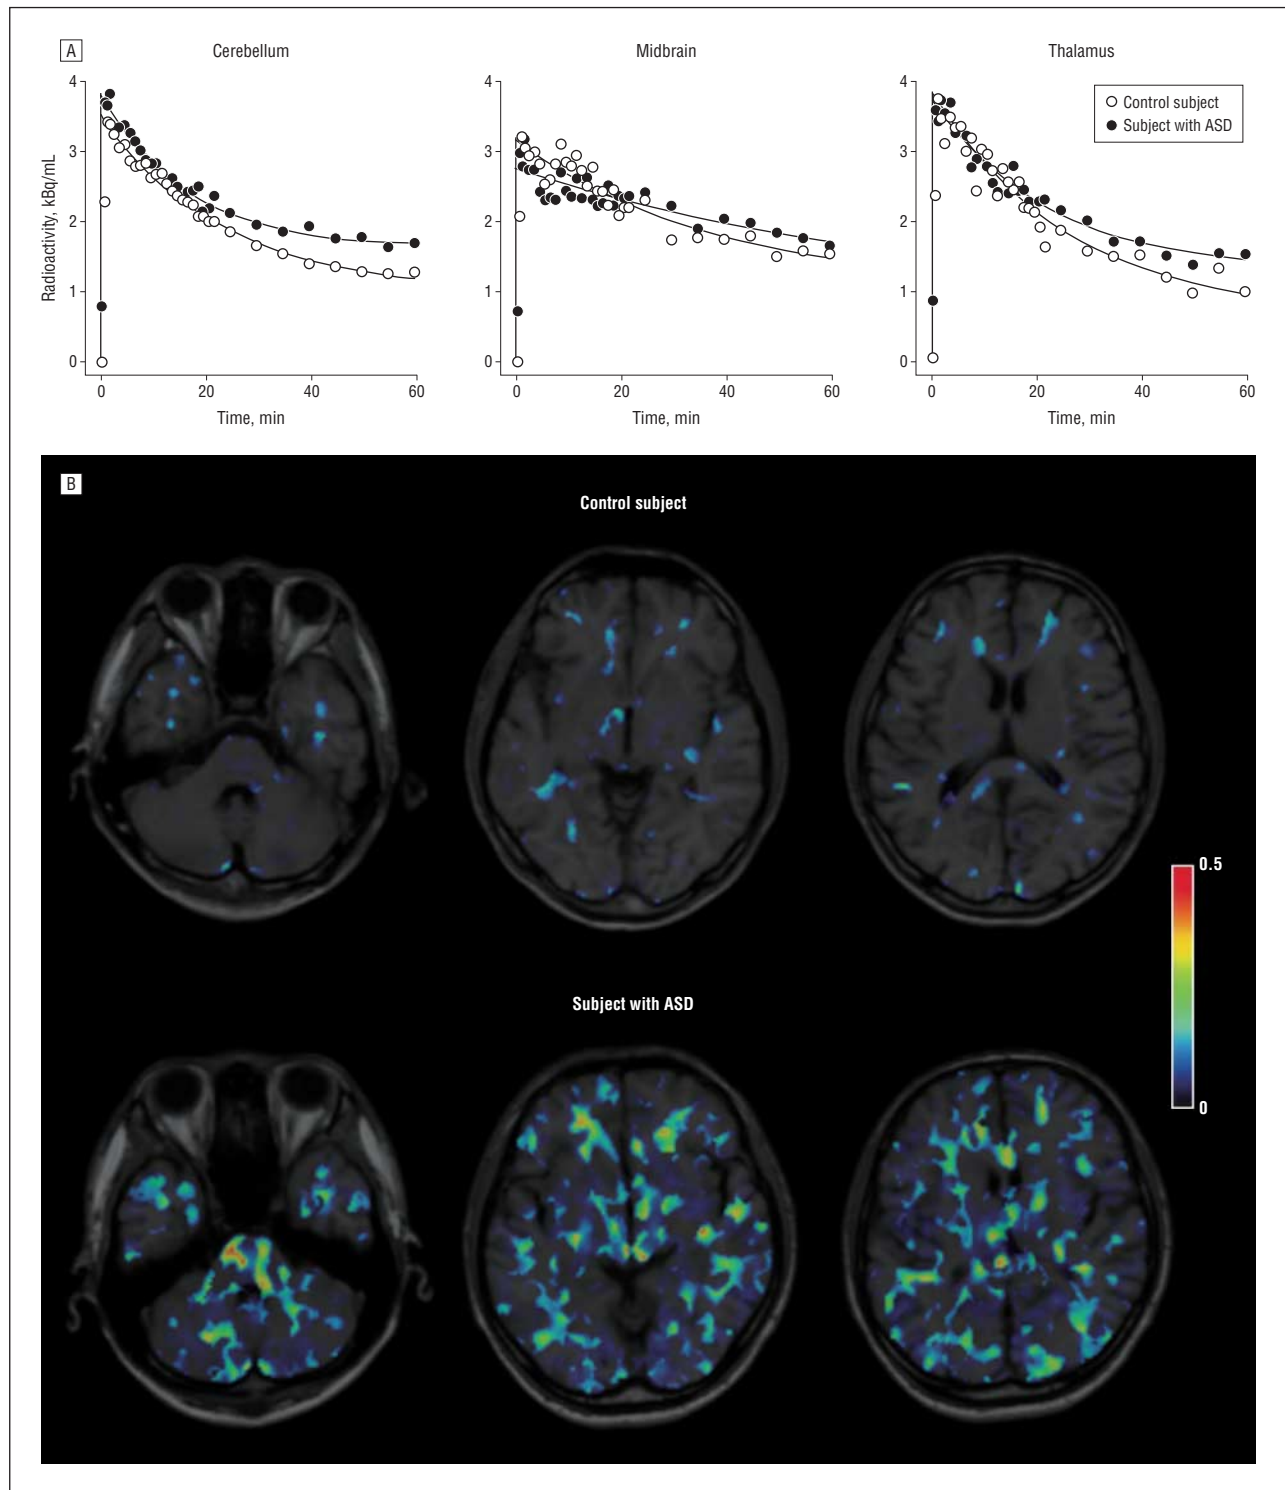 A
Cerebellum
Midbrain
Thalamus
Control subject
Subject with ASD
Radioactivity, kBq/mL
4
3
2
1
0
0 20 40 60
Time, min
4
3
2
1
0
0 20 40 60
Time, min
4
3
2
1
0
0 20 40 60
Time, min
B
Control subject
0.5
0
Subject with ASD